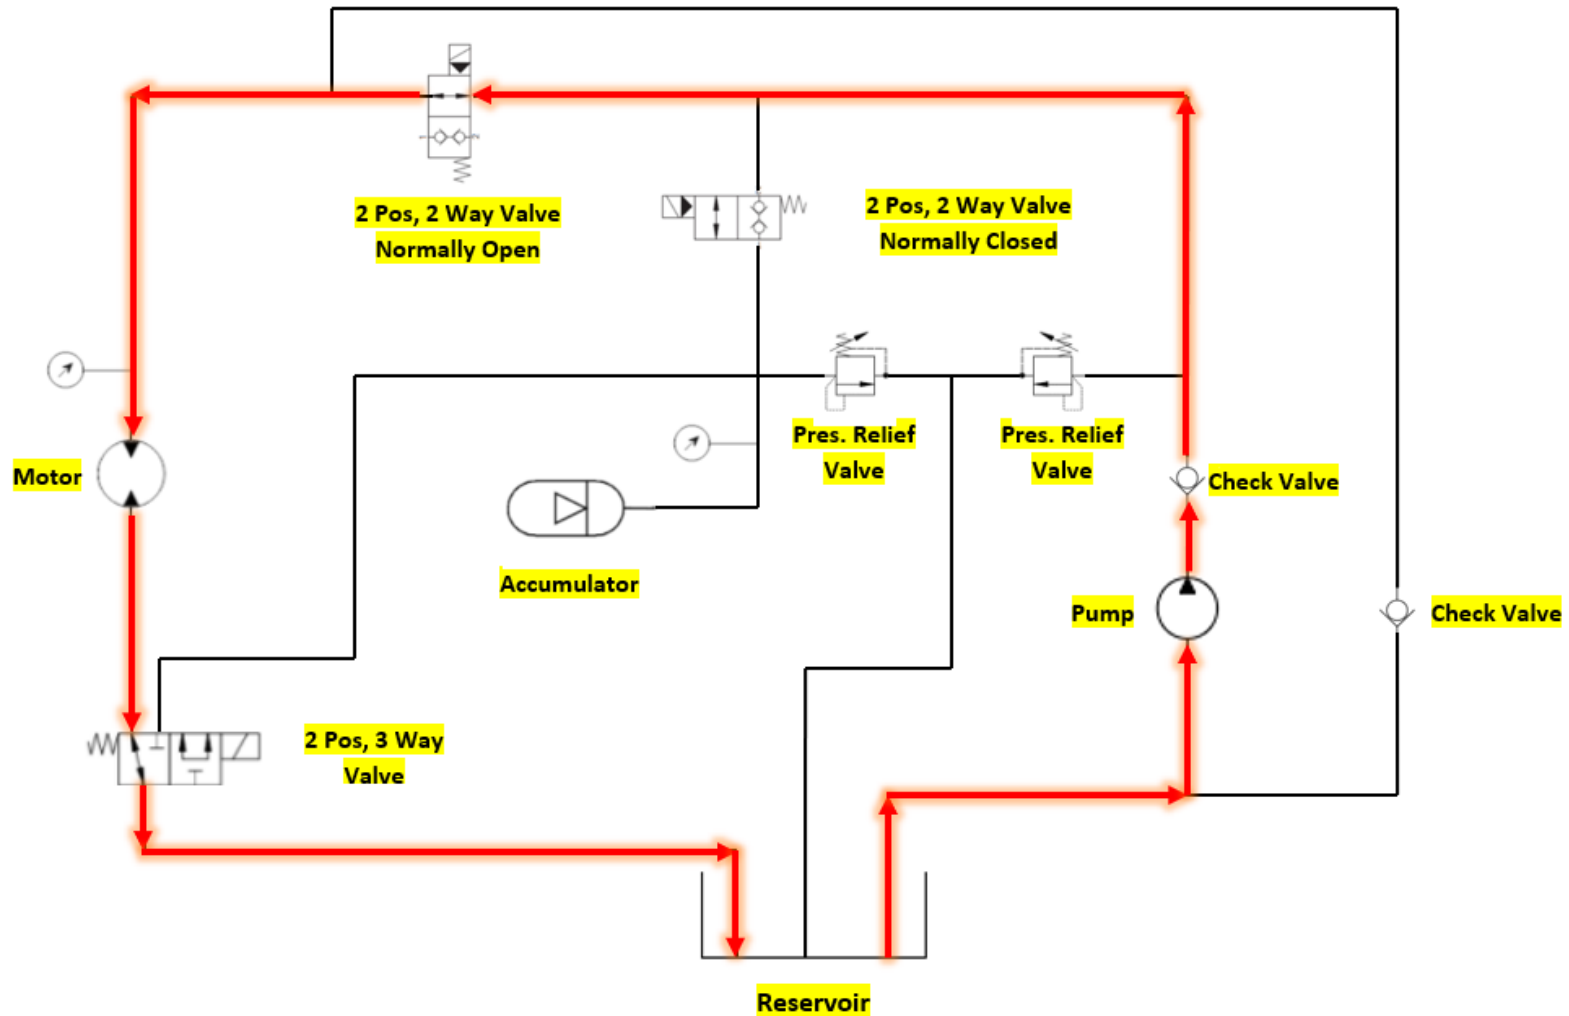 2 Pos, 2 Way Valve
Normally Open
2 Pos, 2 Way Valve
Normally Closed
Pres. Relief
Valve
Pres. Relief
Valve
Motor
Check Valve
Accumulator
Pump
Check Valve
2 Pos, 3 Way
Valve
Reservoir